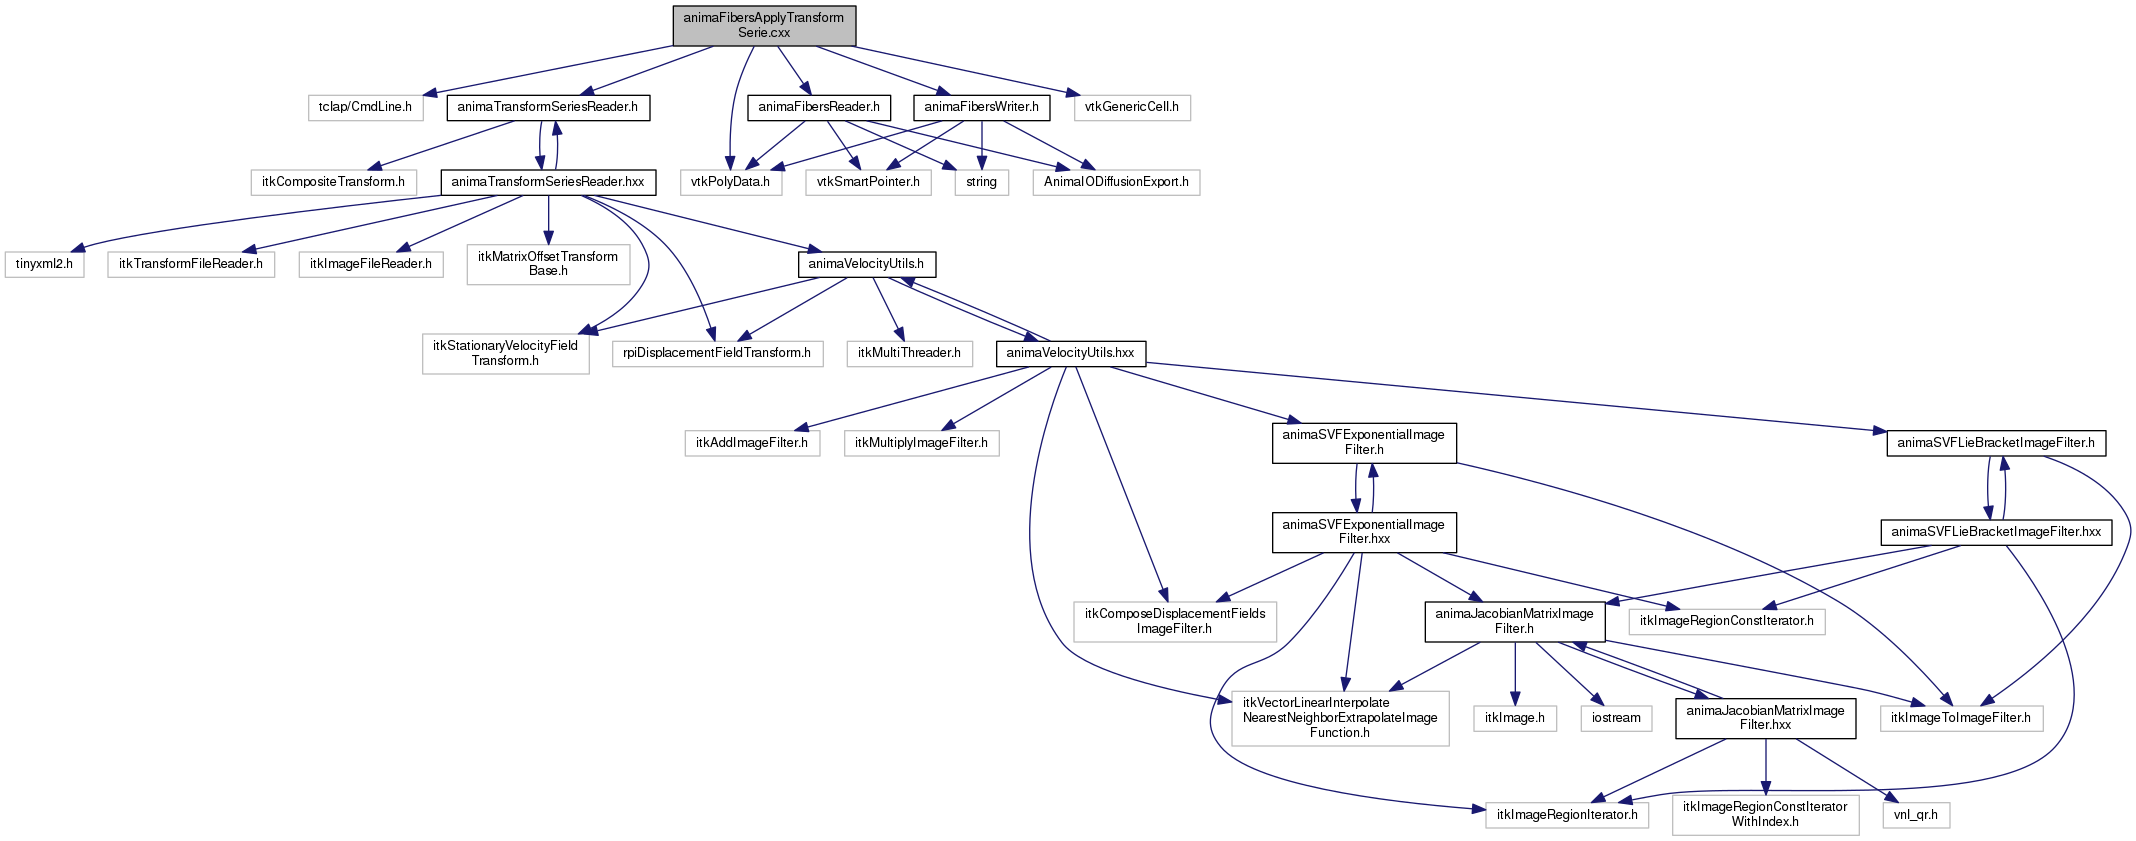 animaFibersApplyTransform
Serie.cxx
tclap/CmdLine.h
animaTransformSeriesReader.h
animaFibersReader.h
animaFibersWriter.h
vtkGenericCell.h
itkCompositeTransform.h
animaTransformSeriesReader.hxx
vtkPolyData.h
vtkSmartPointer.h
string
AnimaIODiffusionExport.h
tinyxml2.h
itkTransformFileReader.h
itkImageFileReader.h
itkMatrixOffsetTransform
Base.h
animaVelocityUtils.h
itkStationaryVelocityField
Transform.h
rpiDisplacementFieldTransform.h
itkMultiThreader.h
animaVelocityUtils.hxx
itkAddImageFilter.h
itkMultiplyImageFilter.h
animaSVFExponentialImage
Filter.h
animaSVFLieBracketImageFilter.h
animaSVFExponentialImage
Filter.hxx
animaSVFLieBracketImageFilter.hxx
itkComposeDisplacementFields
ImageFilter.h
animaJacobianMatrixImage
Filter.h
itkImageRegionConstIterator.h
itkVectorLinearInterpolate
NearestNeighborExtrapolateImage
Function.h
itkImage.h
iostream
animaJacobianMatrixImage
Filter.hxx
itkImageToImageFilter.h
itkImageRegionIterator.h
itkImageRegionConstIterator
WithIndex.h
vnl_qr.h